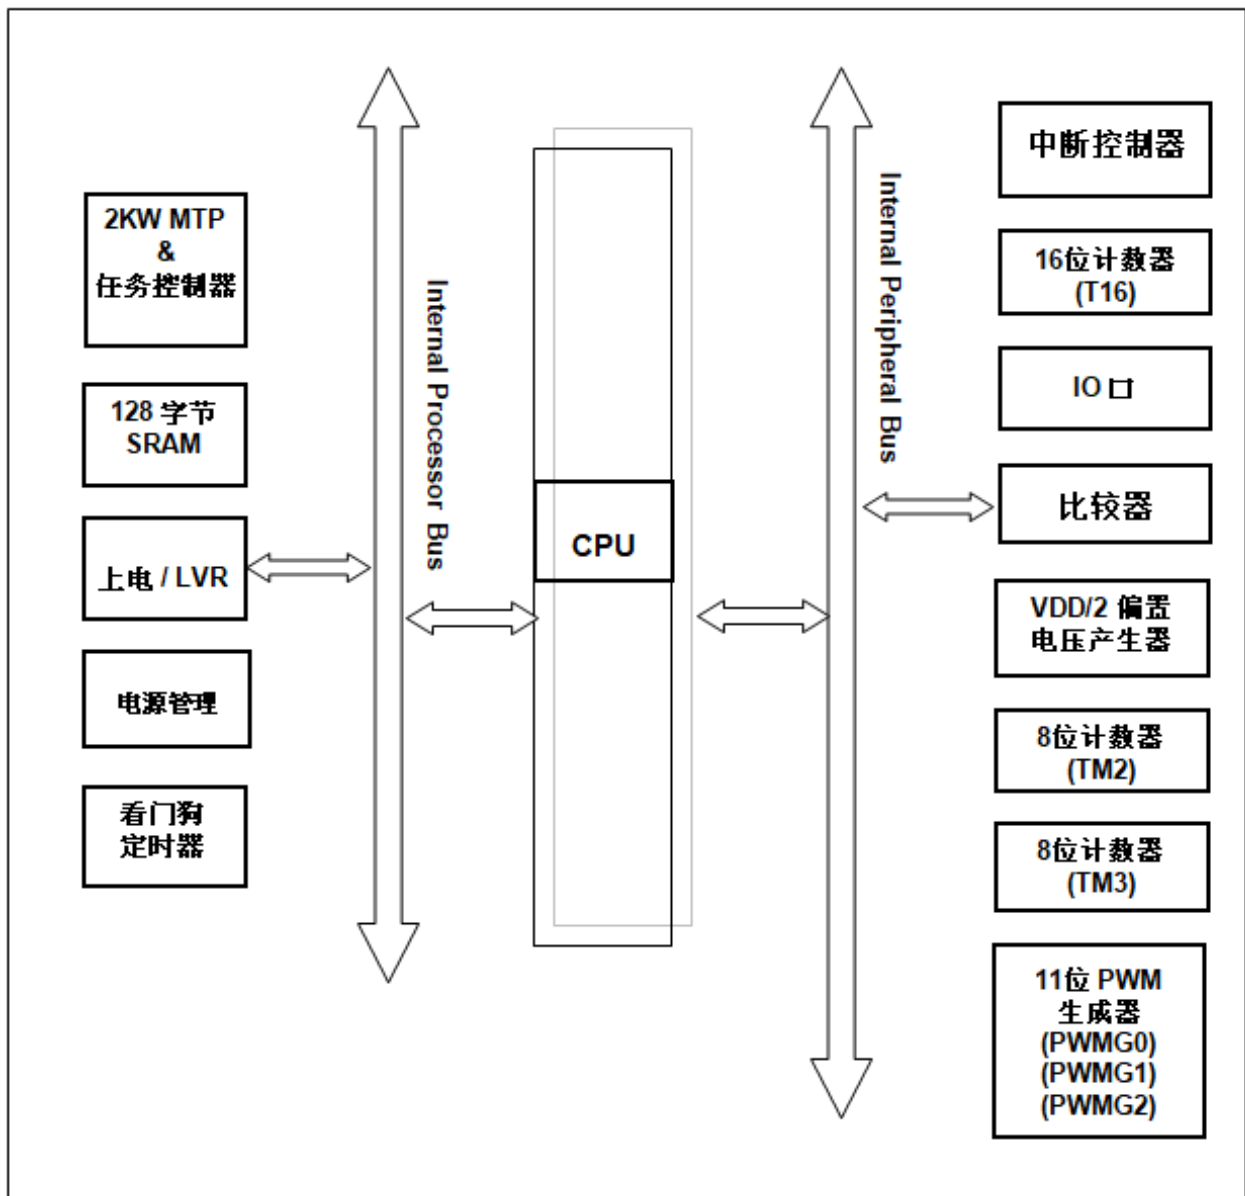 2KW MTP
&
任务控制器
128 字节
SRAM
上电 / LVR
电源管理
看门狗
定时器
Internal Processor Bus
CPU
Internal Peripheral Bus
中断控制器
16位计数器
(T16)
IO 口
比较器
VDD/2 偏置
电压产生器
8位计数器
(TM2)
8位计数器
(TM3)
11位 PWM
生成器
(PWMG0)
(PWMG1)
(PWMG2)